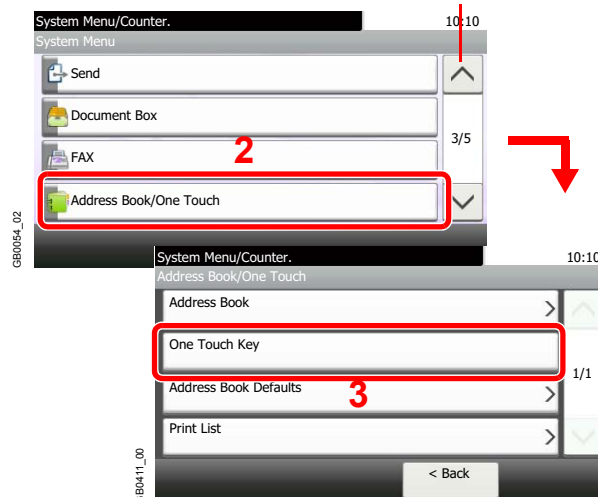 System Menu/Counter.
10:10
System Menu
Send
Document Box
3/5
2
FAX
Address Book/One Touch
GB0054_02
System Menu/Counter.
10:10
Address Book/One Touch
Address Book
One Touch Key
1/1
Address Book Defaults
3
Print List
GB0411_00
< Back